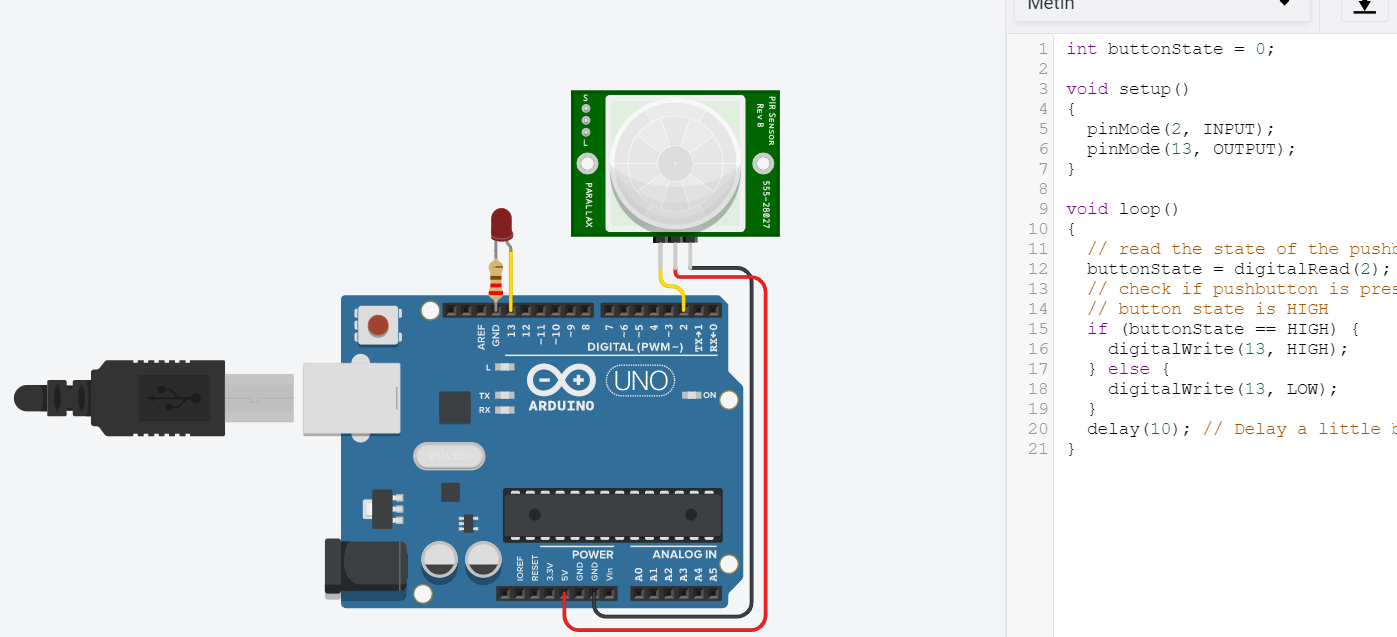 Metin
1 int buttonState = 0;
2
3 void setup()
4 {
5 pinMode(2, INPUT);
6 pinMode(13, OUTPUT);
7 }
8
9 void loop()
10 {
11 // read the state of the
12 buttonState = digitalRead(2);
13 // check if pushbutton is
14 // button state is HIGH
15 if (buttonState == HIGH) {
16 digitalWrite(13, HIGH);
17 } else {
18 digitalWrite(13, LOW);
19 }
20 delay(10); // Delay a little
21 }
S
L
PARALLAX
PIR SENSOR
REV B
555-28027
AREF
GND
13
12
~11
~10
~9
8
7
~6
~5
4
~3
2
TX→1
RX←0
DIGITAL (PWM~)
L
TX
RX
ARDUINO
UNO
ON
IOREF
RESET
3.3V
5V
GND
GND
Vin
POWER
ANALOG IN
A0
A1
A2
A3
A4
A5